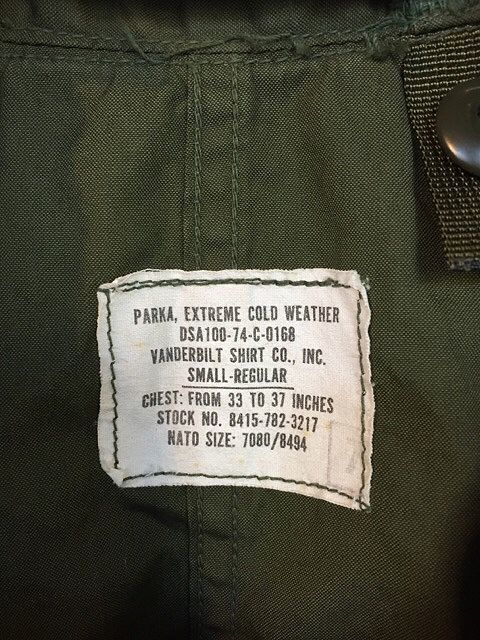 PARKA, EXTREME COLD WEATHER
DSA100-74-C-0168
VANDERBILT SHIRT CO., INC.
SMALL-REGULAR
CHEST: FROM 33 TO 37 INCHES
STOCK NO. 8415-782-3217
NATO SIZE: 7080/8494